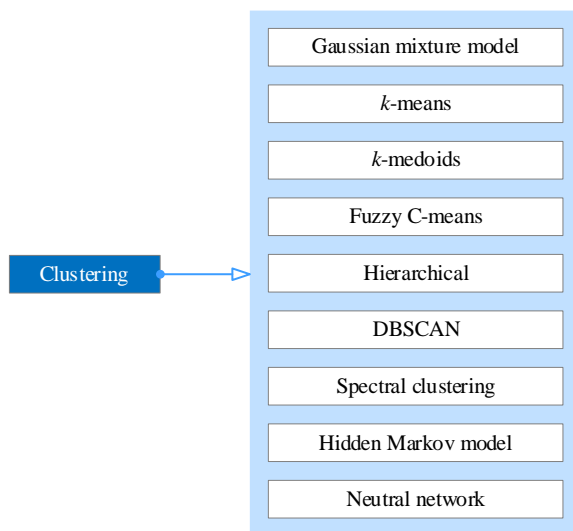 Gaussian mixture model
k-means
k-medoids
Fuzzy C-means
Clustering
Hierarchical
DBSCAN
Spectral clustering
Hidden Markov model
Neutral network